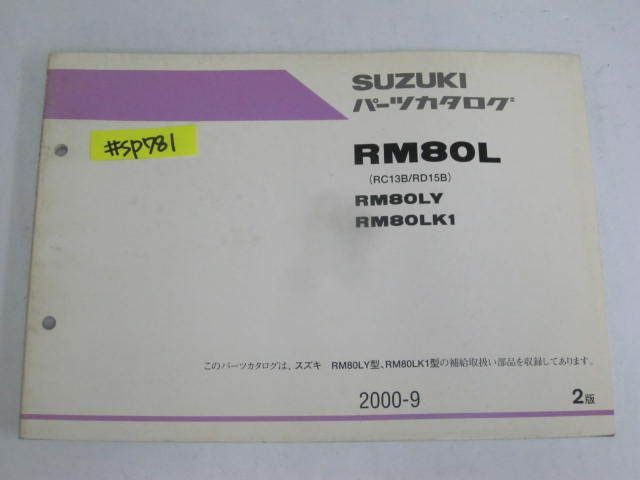 SUZUKI
パーツカタログ
#SP781
RM80L
(RC13B/RD15B)
RM80LY
RM80LK1
このパーツカタログは、スズキ RM80LY型、RM80LK1型の補給取扱い部品を収録してあります。
2000-9
2版